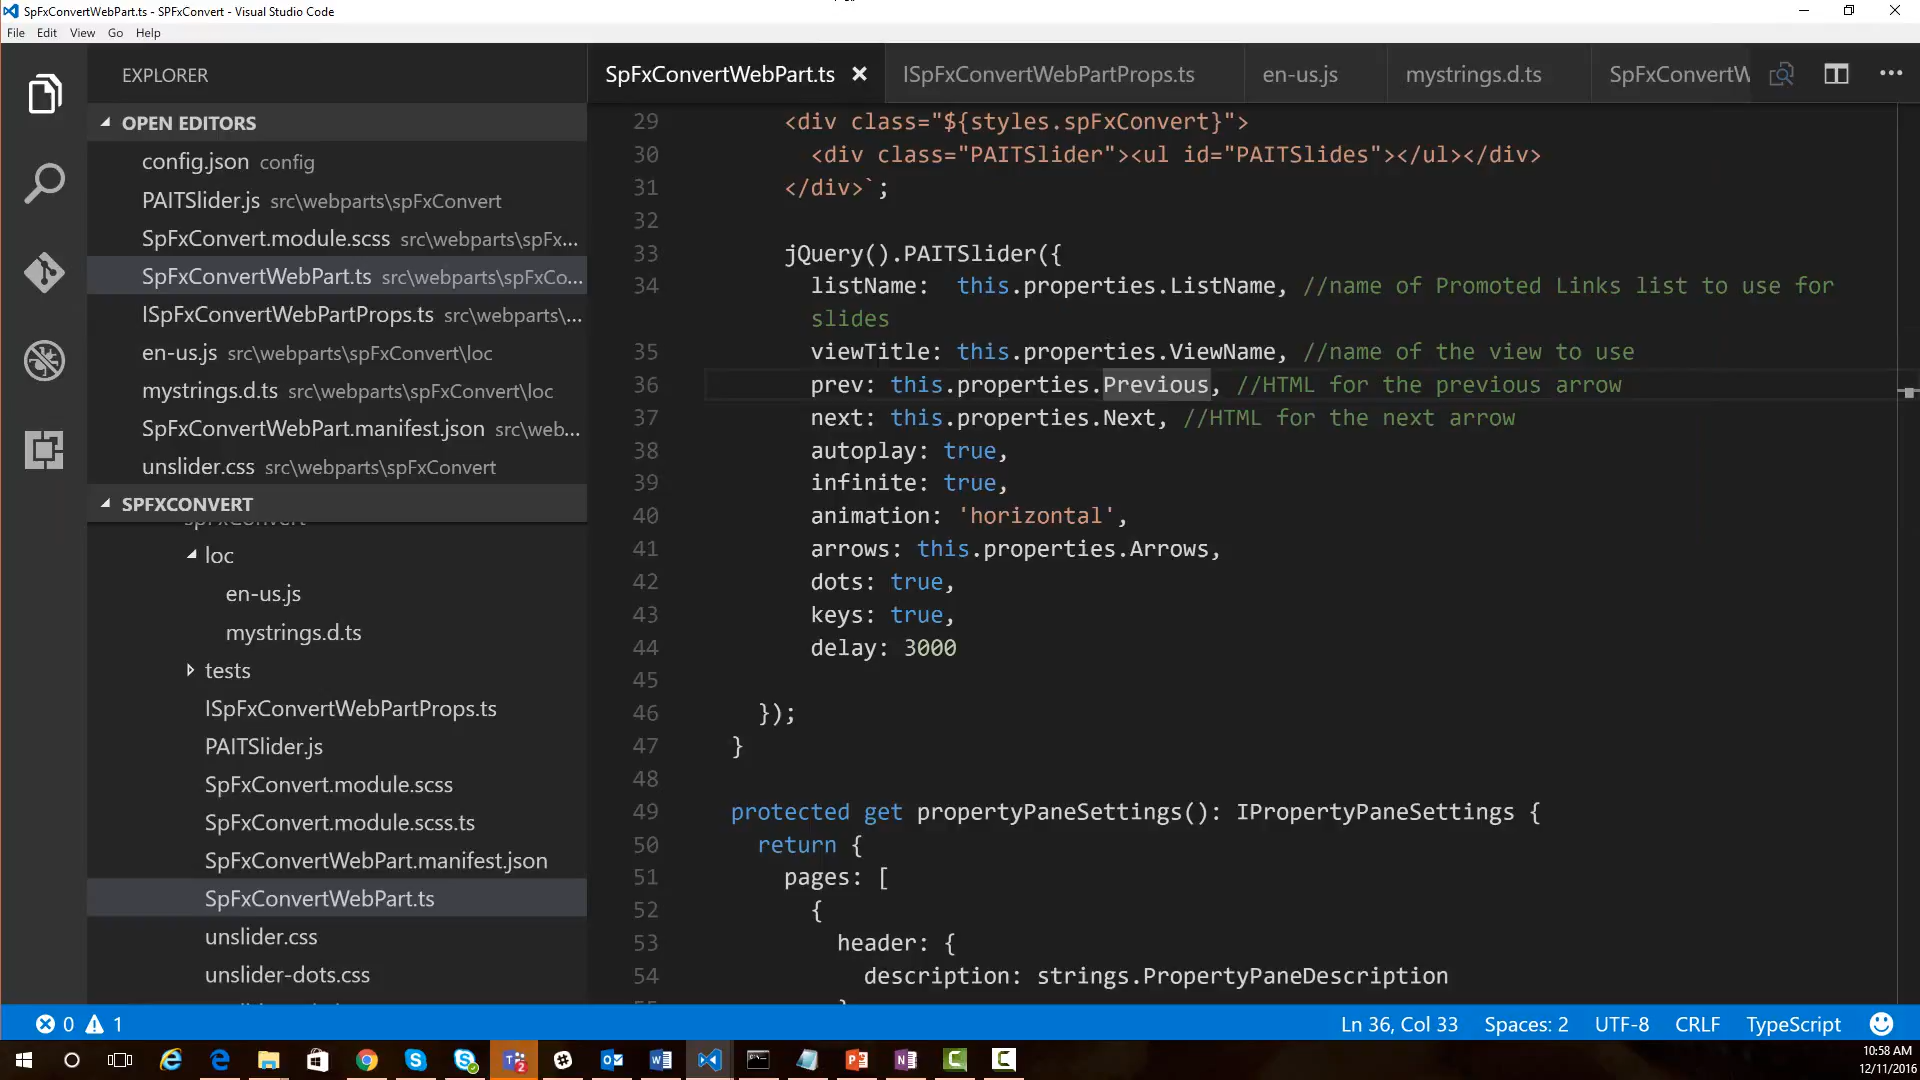 SpFxConvertWebPart.ts - SPFxConvert - Visual Studio Code
File Edit View Go Help
EXPLORER
OPEN EDITORS
config.json config
PAITSlider.js src\webparts\spFxConvert
SpFxConvert.module.scss src\webparts\spFx...
SpFxConvertWebPart.ts src\webparts\spFxCo...
ISpFxConvertWebPartProps.ts src\webparts\...
en-us.js src\webparts\spFxConvert\loc
mystrings.d.ts src\webparts\spFxConvert\loc
SpFxConvertWebPart.manifest.json src\web...
unslider.css src\webparts\spFxConvert
SPFXCONVERT
spFxConvert
loc
en-us.js
mystrings.d.ts
tests
ISpFxConvertWebPartProps.ts
PAITSlider.js
SpFxConvert.module.scss
SpFxConvert.module.scss.ts
SpFxConvertWebPart.manifest.json
SpFxConvertWebPart.ts
unslider.css
unslider-dots.css
SpFxConvertWebPart.ts ISpFxConvertWebPartProps.ts en-us.js mystrings.d.ts SpFxConvertW
29 <div class="${styles.spFxConvert}">
30 <div class="PAITSlider"><ul id="PAITSlides"></ul></div>
31 </div>`;
32
33 jQuery().PAITSlider({
34 listName: this.properties.ListName, //name of Promoted Links list to use for
slides
35 viewTitle: this.properties.ViewName, //name of the view to use
36 prev: this.properties.Previous, //HTML for the previous arrow
37 next: this.properties.Next, //HTML for the next arrow
38 autoplay: true,
39 infinite: true,
40 animation: 'horizontal',
41 arrows: this.properties.Arrows,
42 dots: true,
43 keys: true,
44 delay: 3000
45
46 });
47 }
48
49 protected get propertyPaneSettings(): IPropertyPaneSettings {
50 return {
51 pages: [
52 {
53 header: {
54 description: strings.PropertyPaneDescription
0 1 Ln 36, Col 33 Spaces: 2 UTF-8 CRLF TypeScript
10:58 AM
12/11/2016